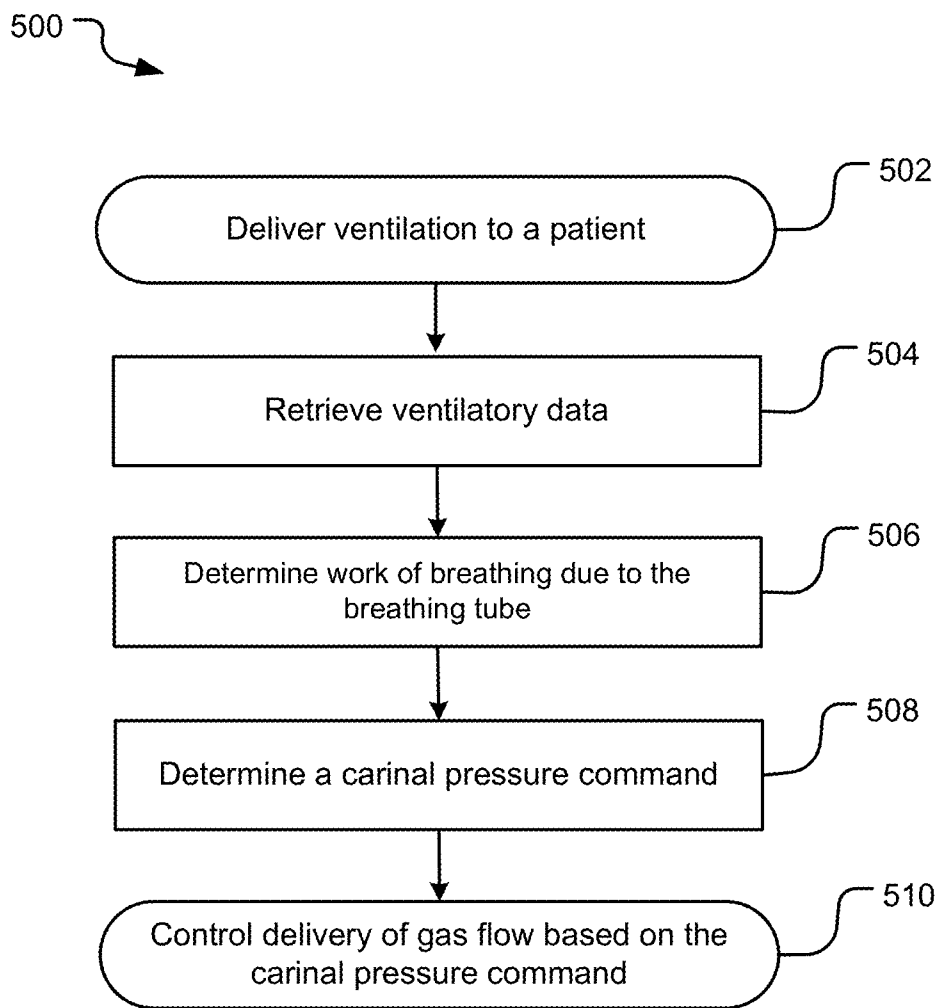 500
502
Deliver ventilation to a patient
504
Retrieve ventilatory data
506
Determine work of breathing due to the
breathing tube
508
Determine a carinal pressure command
510
Control delivery of gas flow based on the
carinal pressure command